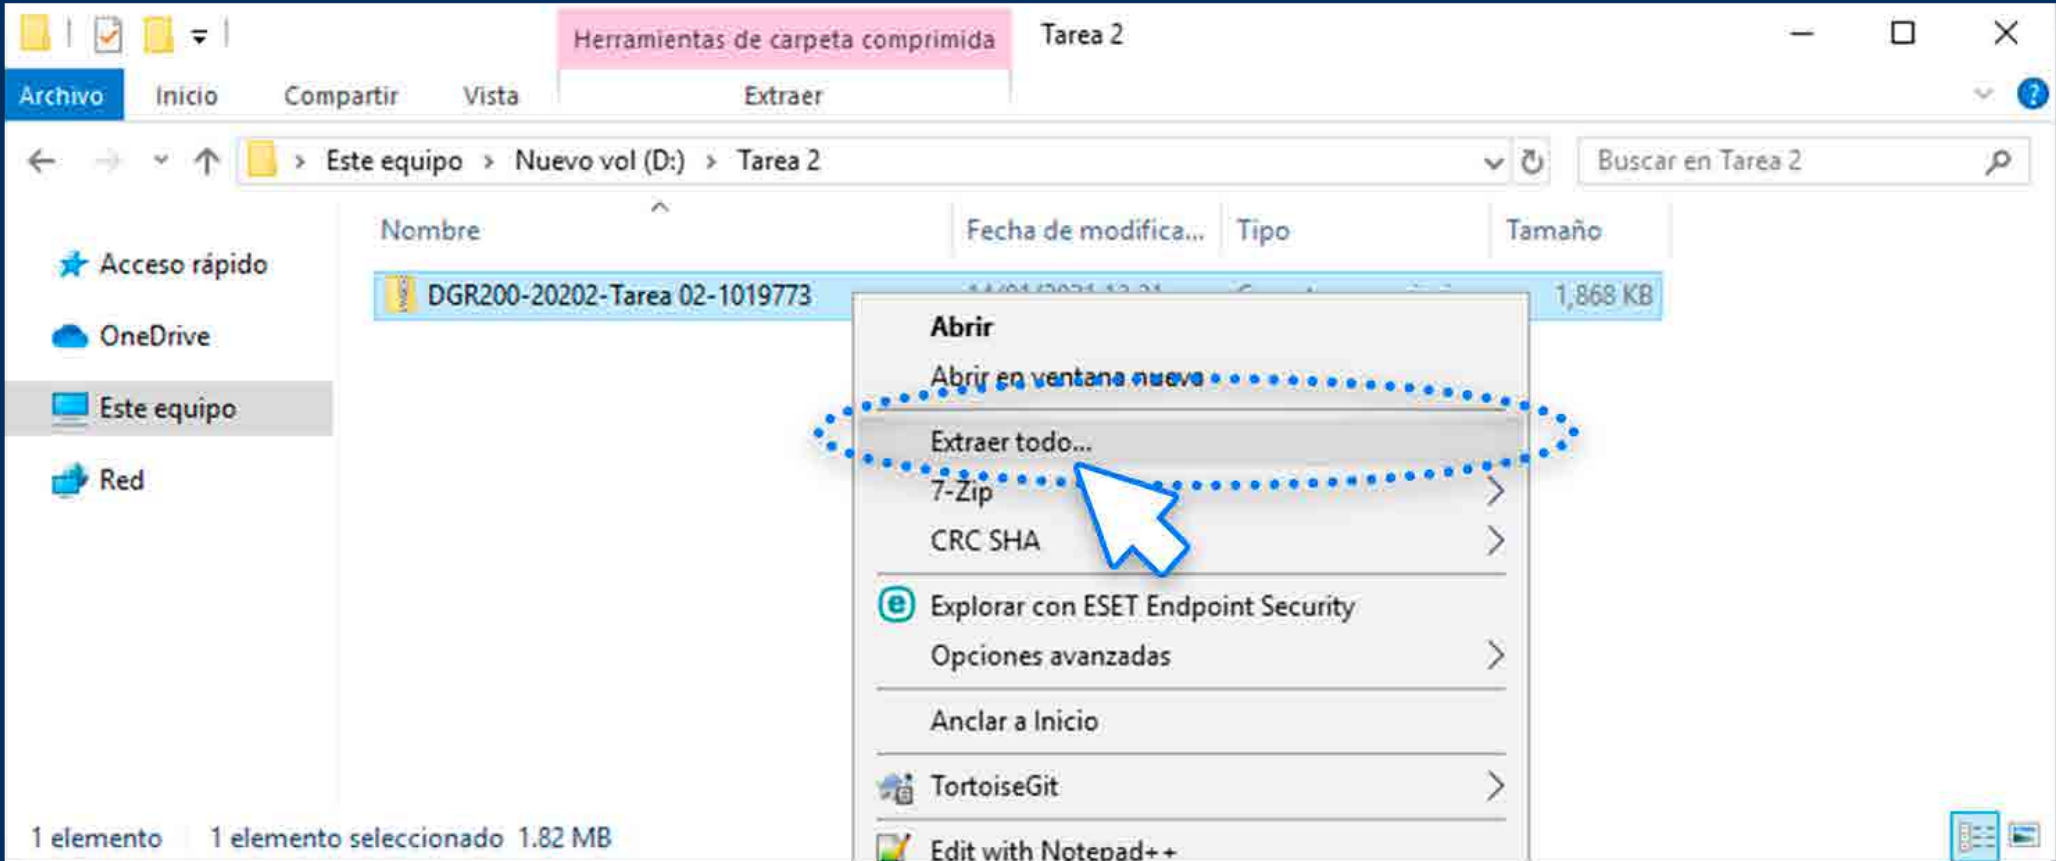 Herramientas de carpeta comprimida Tarea 2
Archivo Inicio Compartir Vista Extraer
Este equipo > Nuevo vol (D:) > Tarea 2 Buscar en Tarea 2
Nombre Fecha de modifica... Tipo Tamaño
Acceso rápido
DGR200-20202-Tarea 02-1019773 1,868 KB
OneDrive
Este equipo
Red
Abrir
Abrir en ventana nueva
Extraer todo...
7-Zip
CRC SHA
Explorar con ESET Endpoint Security
Opciones avanzadas
Anclar a Inicio
TortoiseGit
Edit with Notepad++
1 elemento 1 elemento seleccionado 1.82 MB